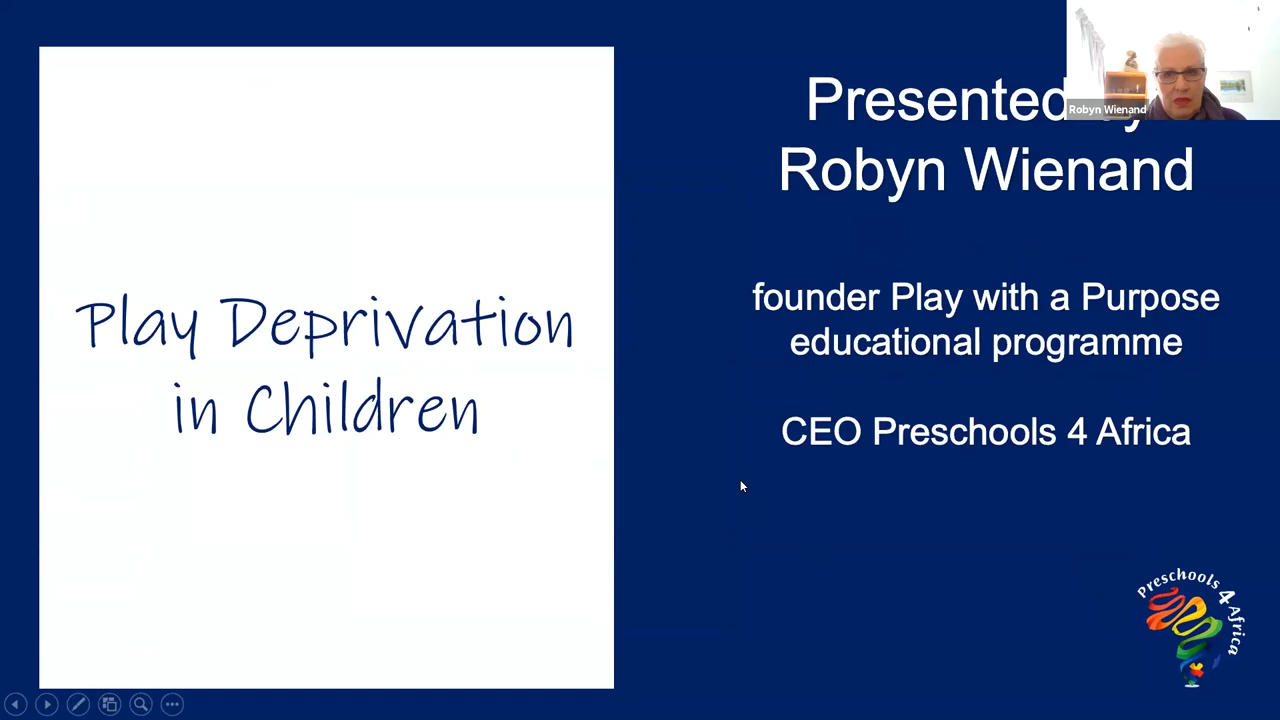 Play Deprivation
in Children
Presented
Robyn Wienand
founder Play with a Purpose
educational programme
CEO Preschools 4 Africa
Robyn Wienand
Preschools 4 Africa